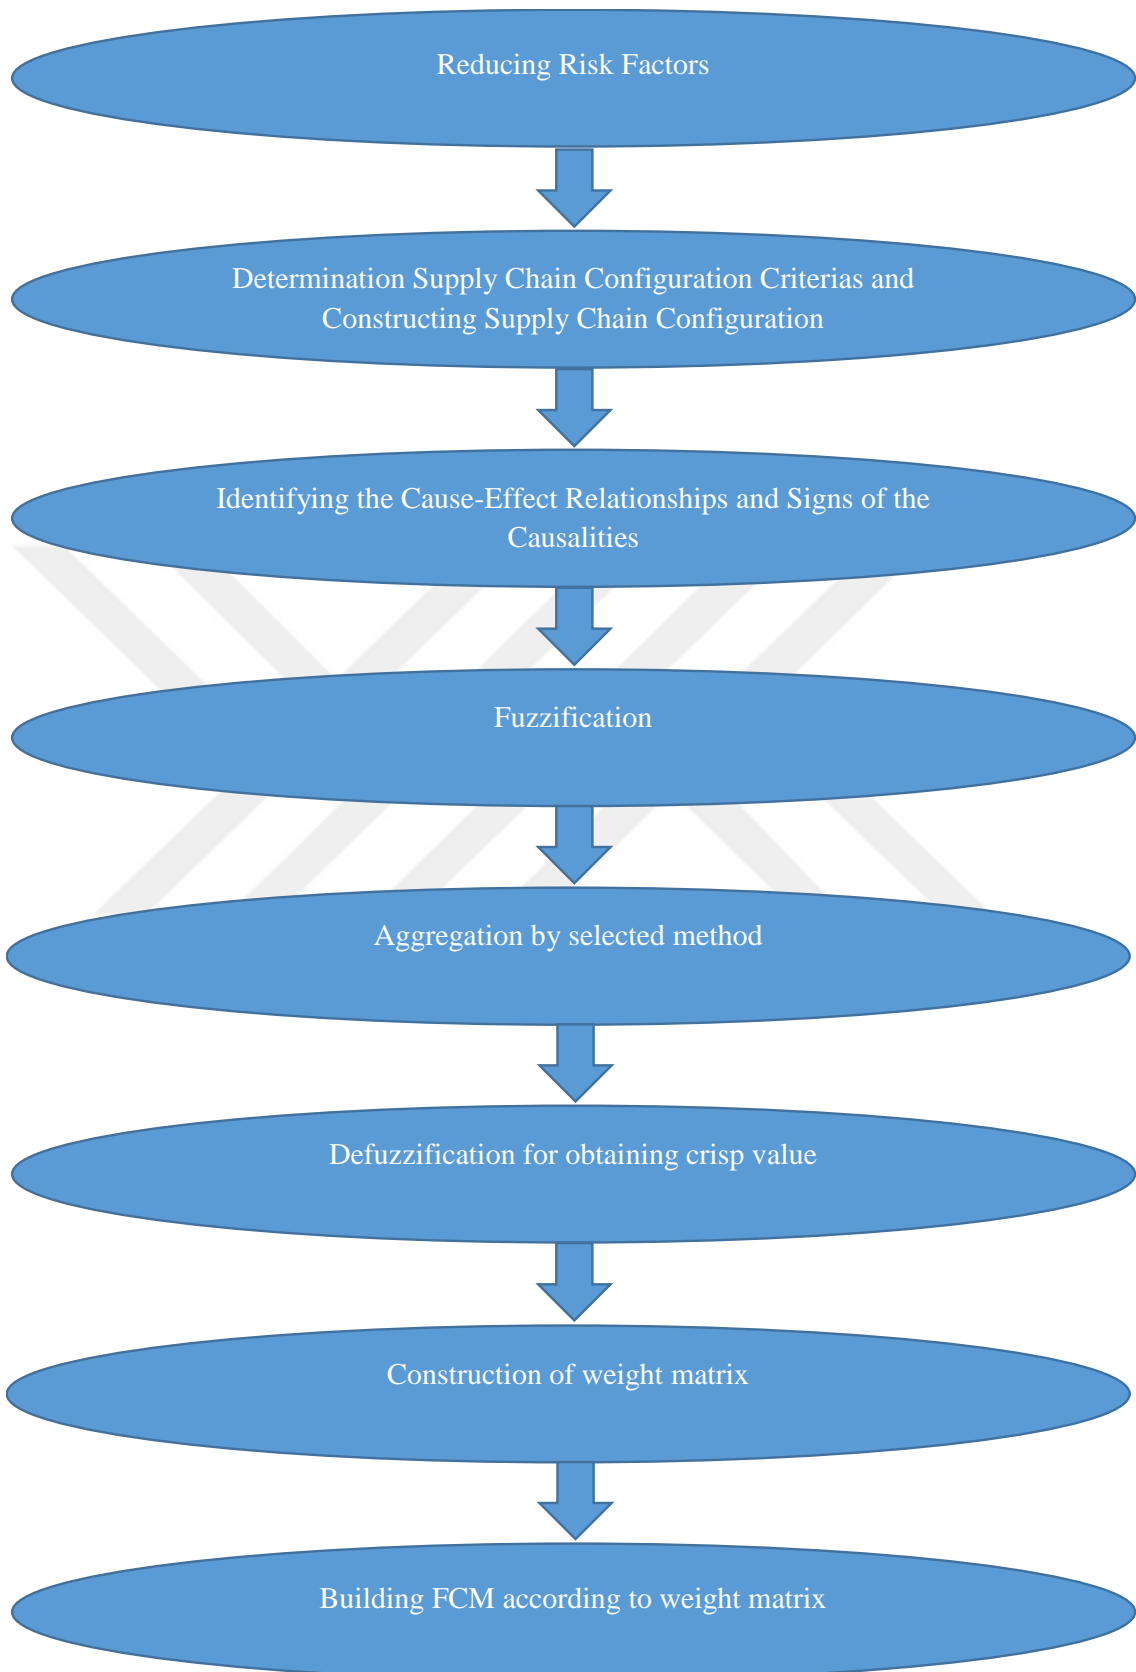 Reducing Risk Factors
Determination Supply Chain Configuration Criterias and
Constructing Supply Chain Configuration
Identifying the Cause-Effect Relationships and Signs of the
Causalities
Fuzzification
Aggregation by selected method
Defuzzification for obtaining crisp value
Construction of weight matrix
Building FCM according to weight matrix